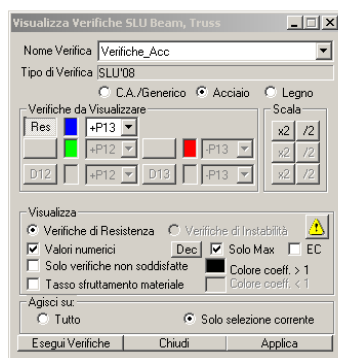 Visualizza Verifiche SLU Beam, Truss
Nome Verifica Verifiche_Acc
Tipo di Verifica SLU'08
C.A./Generico Acciaio Legno
Verifiche da Visualizzare Scala
Res +P13 x2 /2
+P12 -P13 x2 /2
D12 +P12 D13 -P13 x2 /2
Visualizza
Verifiche di Resistenza Verifiche di Instabilità
Valori numerici Dec Solo Max EC
Solo verifiche non soddisfatte Colore coeff. > 1
Tasso sfruttamento materiale Colore coeff. < 1
Agisci su:
Tutto Solo selezione corrente
Esegui Verifiche Chiudi Applica